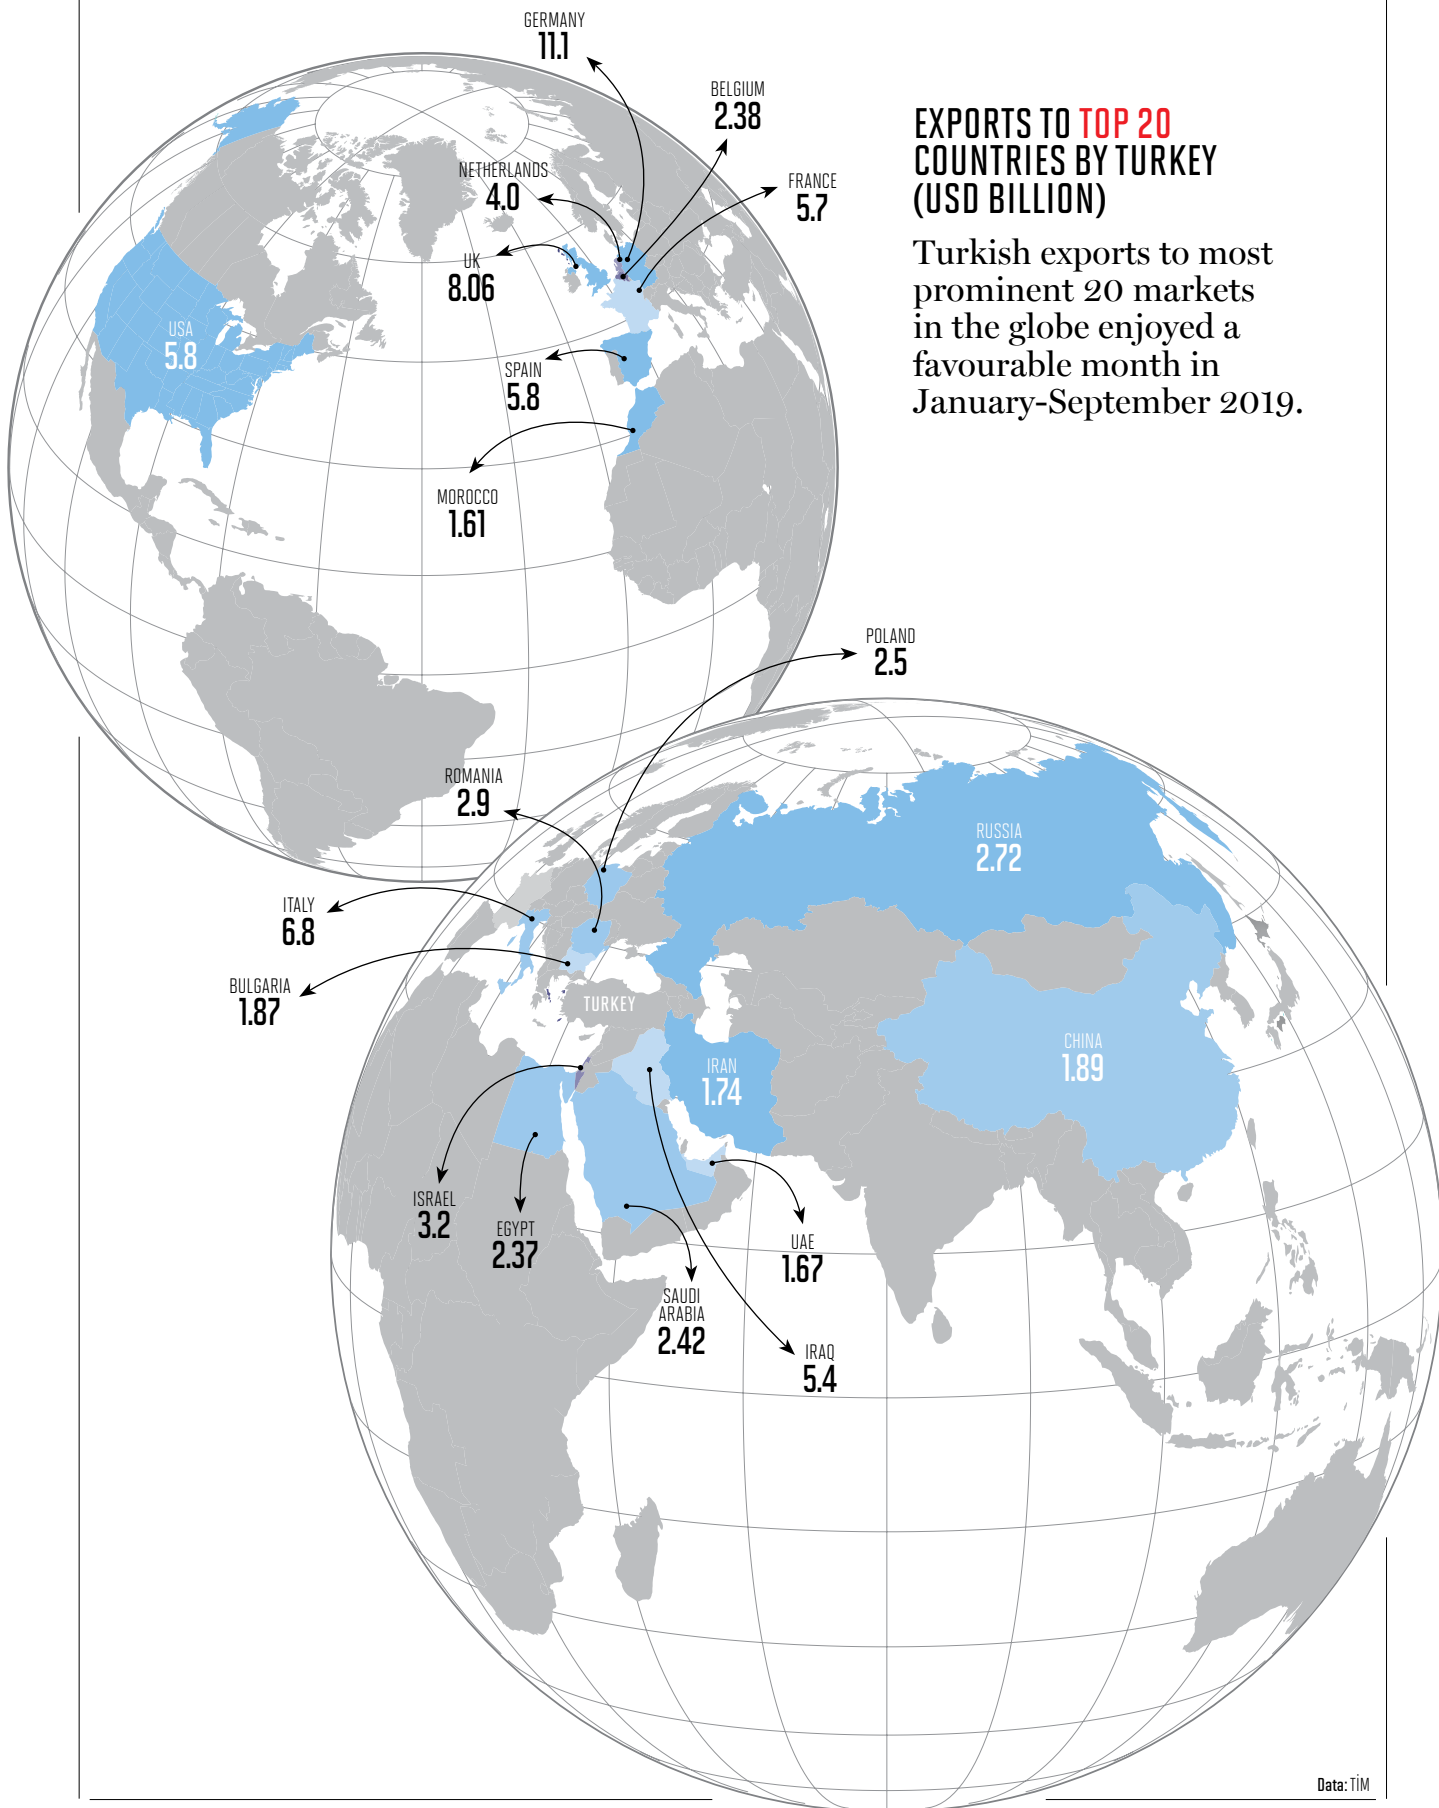 GERMANY
11.1
BELGIUM
2.38
NETHERLANDS
4.0
FRANCE
5.7
UK
8.06
USA
5.8
SPAIN
5.8
MOROCCO
1.61
EXPORTS TO TOP 20
COUNTRIES BY TURKEY
(USD BILLION)
Turkish exports to most
prominent 20 markets
in the globe enjoyed a
favourable month in
January-September 2019.
POLAND
2.5
ROMANIA
2.9
RUSSIA
2.72
ITALY
6.8
BULGARIA
1.87
TURKEY
CHINA
1.89
IRAN
1.74
ISRAEL
3.2
EGYPT
2.37
UAE
1.67
SAUDI
ARABIA
2.42
IRAQ
5.4
Data: TİM